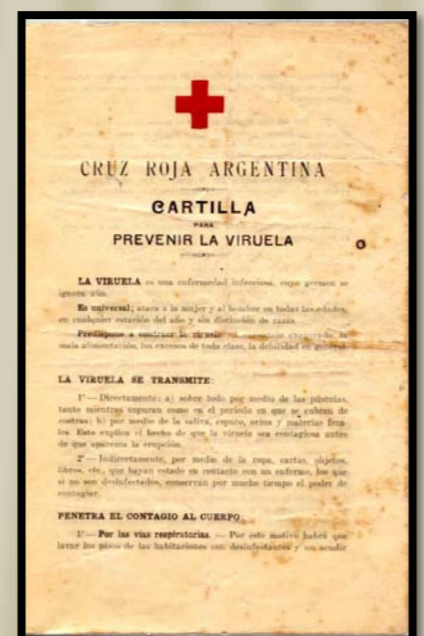 CRUZ ROJA ARGENTINA
CARTILLA
PARA
PREVENIR LA VIRUELA
LA VIRUELA es una enfermedad infecciosa, cuyo germen se
ignora aún.
Es universal; ataca a la mujer y al hombre en todas las edades,
en cualquier estación del año y sin distinción de razas.
Predispone a contraer la viruela: el
mala alimentación, los excesos de toda clase, la debilidad en general.
LA VIRUELA SE TRANSMITE:
1º — Directamente: a) sobre todo por medio de las pústulas,
tanto mientras supuran como en el período en que se cubren de
costras; b) por medio de la saliva, esputo, orina y materias feca-
les. Esto explica el hecho de que la viruela sea contagiosa antes
de que aparezca la erupción.
2º — Indirectamente, por medio de la ropa, cartas, objetos,
libros, etc., que hayan estado en contacto con un enfermo, los que
si no son desinfectados, conservan por mucho tiempo el poder de
contagiar.
PENETRA EL CONTAGIO AL CUERPO
1º — Por las vías respiratorias. — Por este motivo habrá que
lavar los pisos de las habitaciones con desinfectantes y no